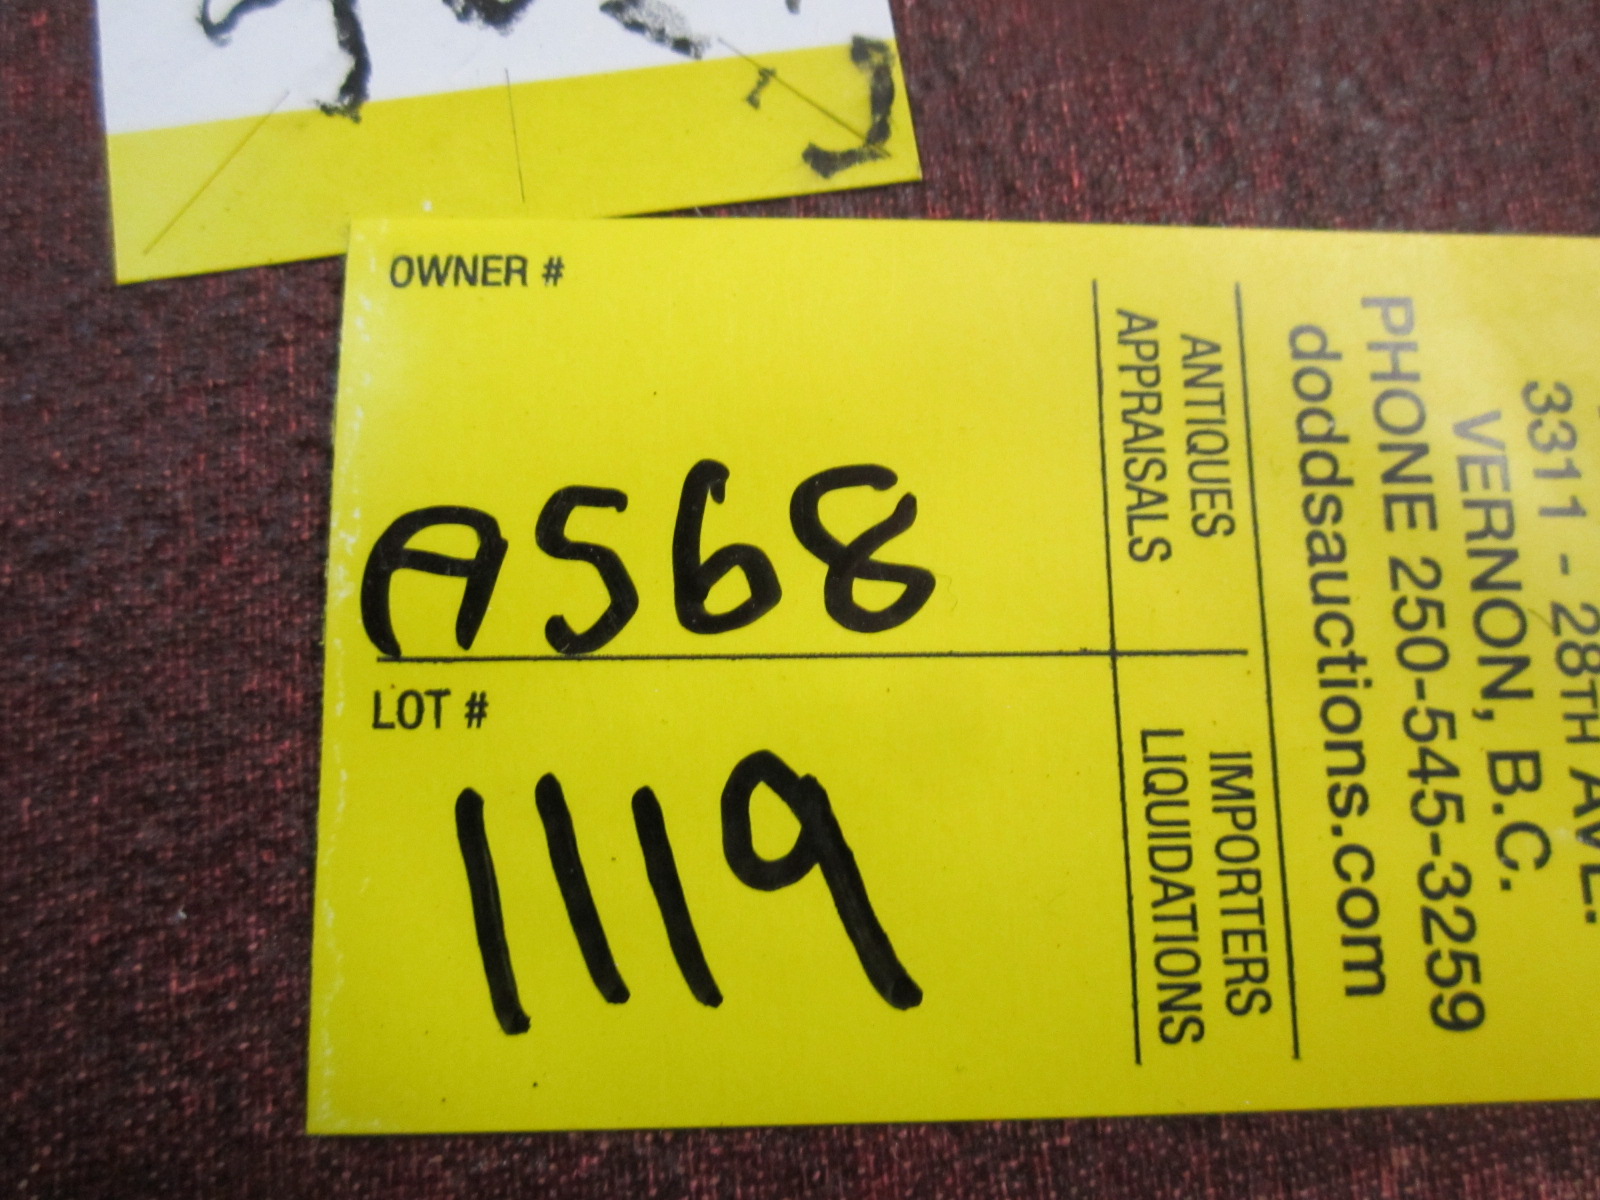 OWNER #
A568
LOT #
1119
ANTIQUES
APPRAISALS
IMPORTERS
LIQUIDATIONS
3311 - 28TH AVE.
VERNON, B.C.
PHONE 250-545-3259
doddsauctions.com